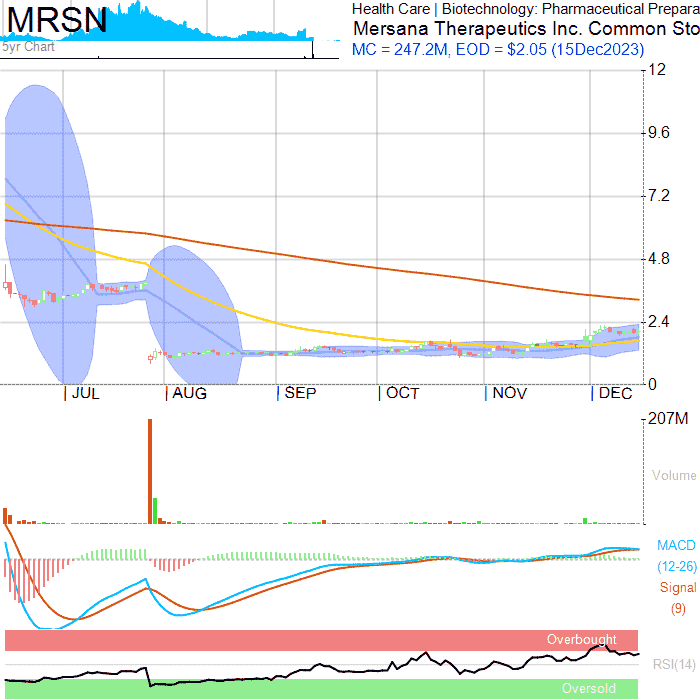 MRSN
5yr Chart
Health Care | Biotechnology: Pharmaceutical Prepara
Mersana Therapeutics Inc. Common Sto
MC = 247.2M, EOD = $2.05 (15Dec2023)
12
9.6
7.2
4.8
2.4
0
JUL AUG SEP OCT NOV DEC
207M
Volume
MACD
(12-26)
Signal
(9)
Overbought
RSI(14)
Oversold